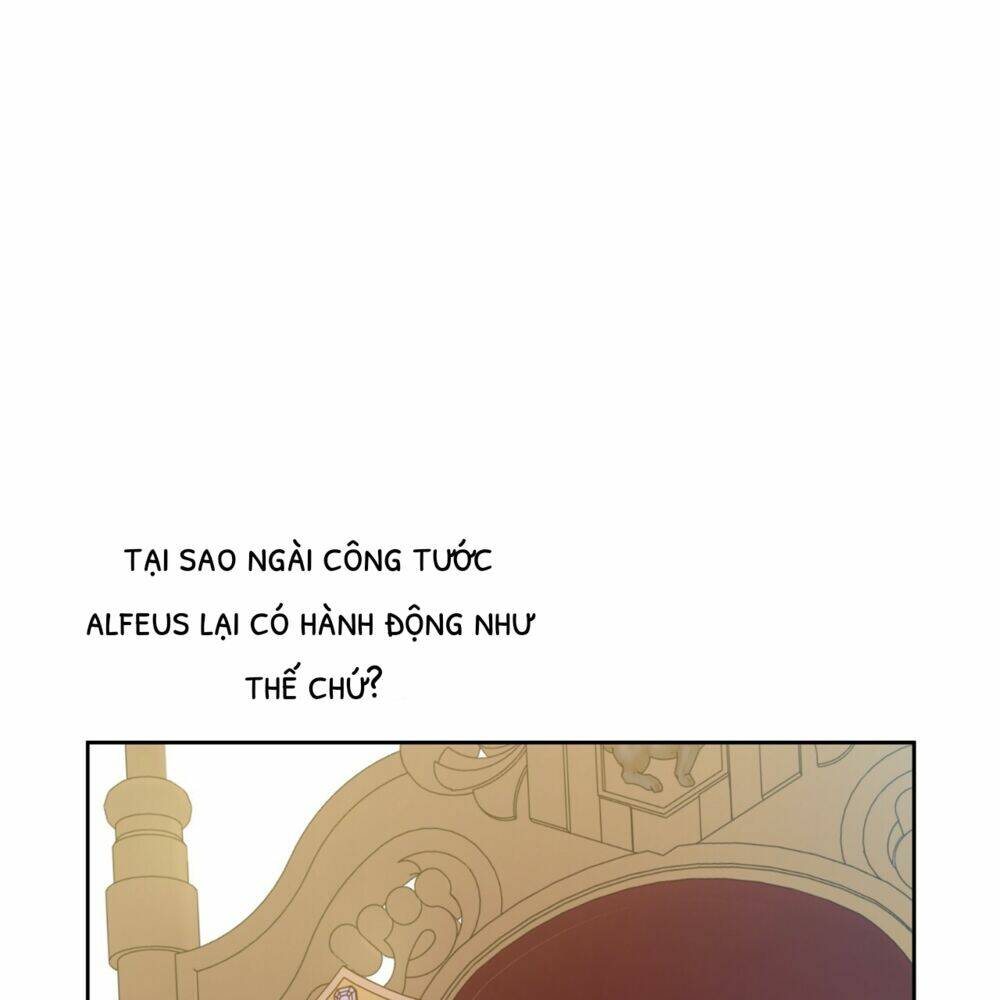 TẠI SAO NGÀI CÔNG TƯỚC
ALFEUS LẠI CÓ HÀNH ĐỘNG NHƯ
THẾ CHỨ?